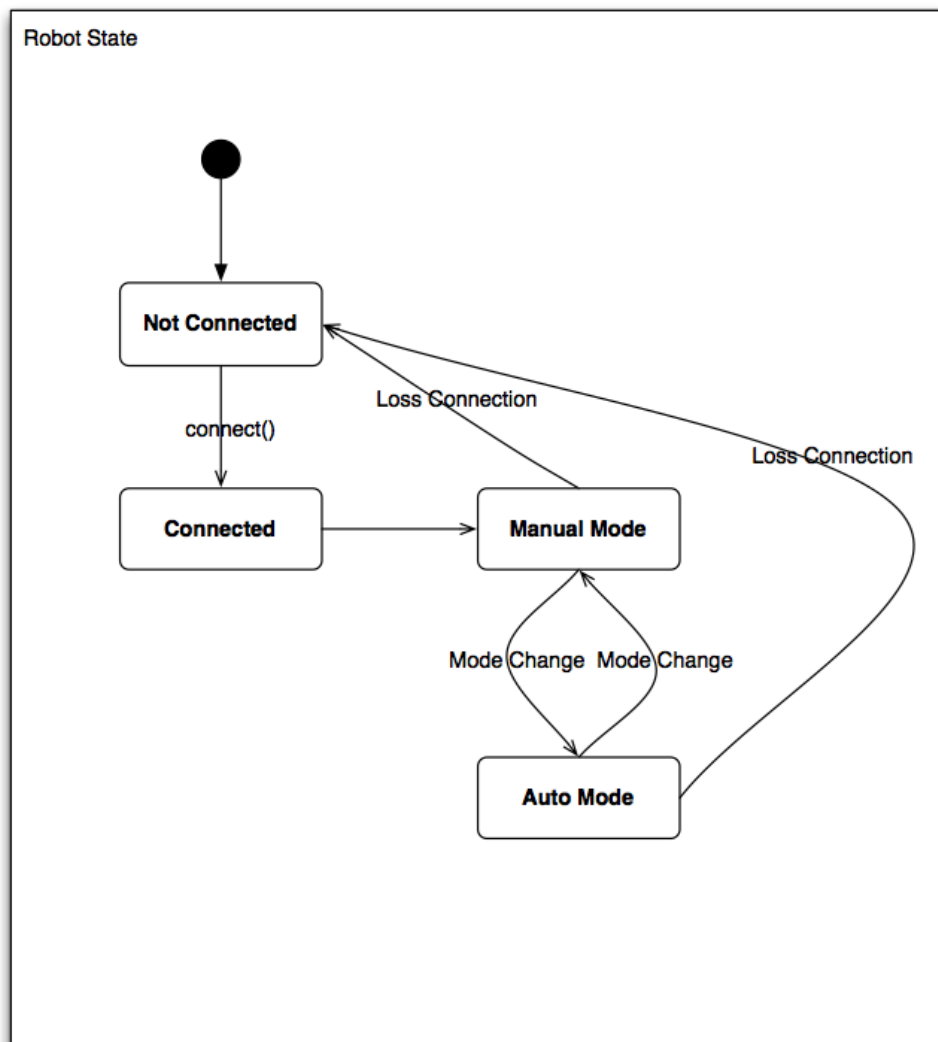 Robot State
Not Connected
Loss Connection
connect()
Loss Connection
Connected
Manual Mode
Mode Change
Mode Change
Auto Mode